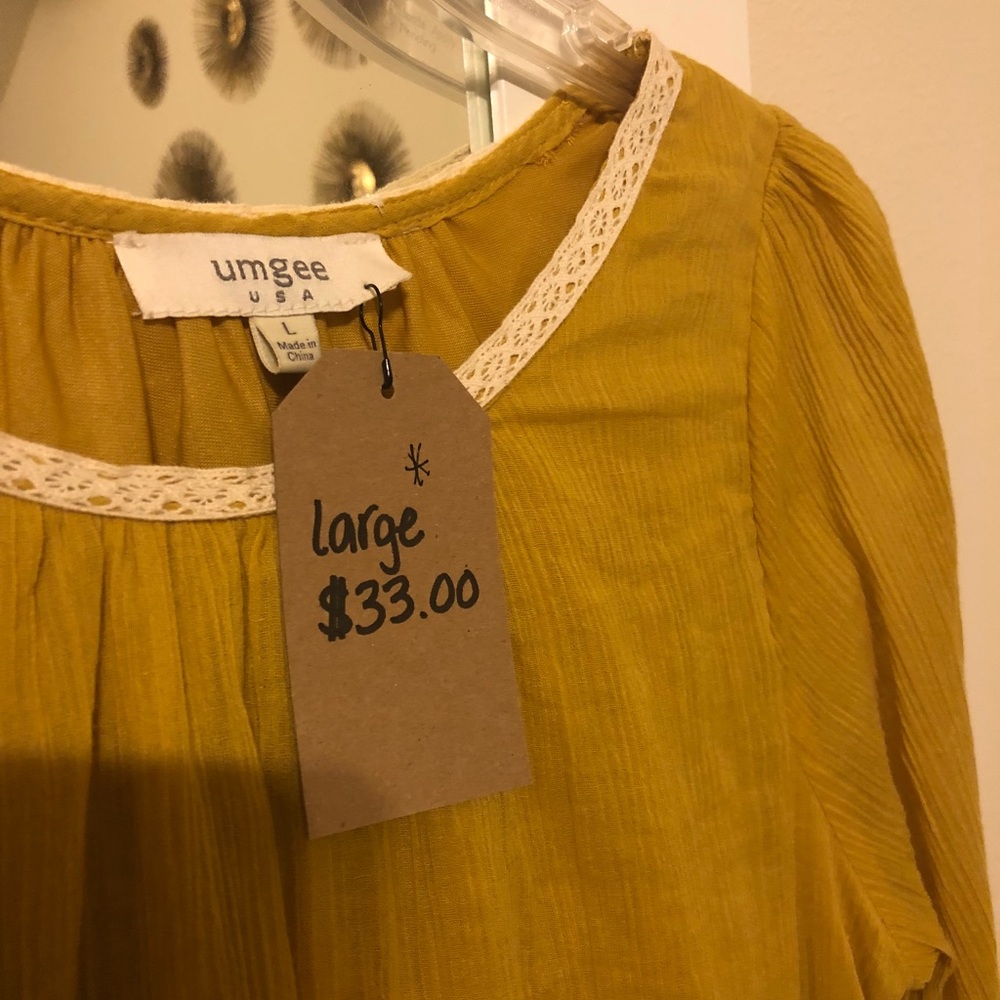 umgee
USA
L
Made in
China
*
large
$33.00